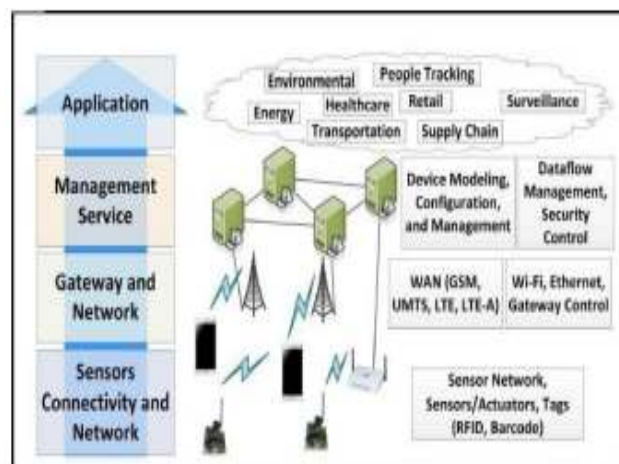 Application
Environmental
People Tracking
Energy
Healthcare
Retail
Surveillance
Transportation
Supply Chain
Management
Service
Device Modeling,
Configuration,
and Management
Dataflow
Management,
Security
Control
Gateway and
Network
WAN (GSM,
UMTS, LTE, LTE-A)
Wi-Fi, Ethernet,
Gateway Control
Sensors
Connectivity and
Network
Sensor Network,
Sensors/Actuators, Tags
(RFID, Barcode)